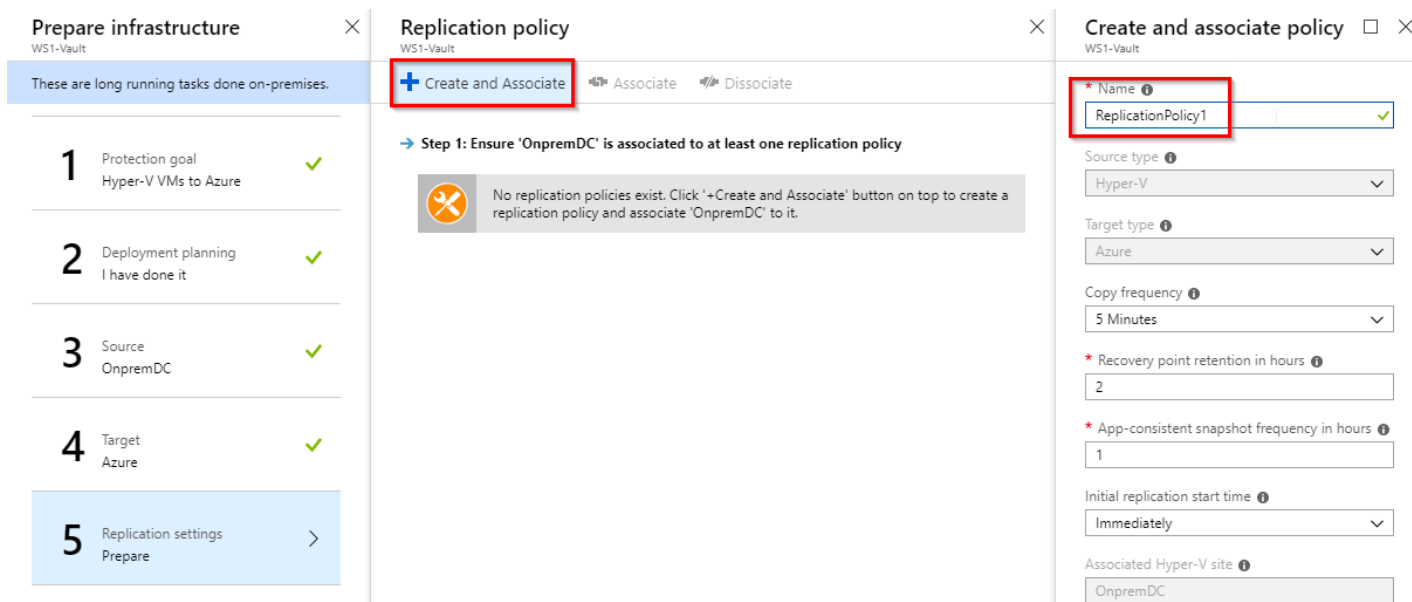 Prepare infrastructure
WS1-Vault
These are long running tasks done on-premises.
1
Protection goal
Hyper-V VMs to Azure
2
Deployment planning
I have done it
3
Source
OnpremDC
4
Target
Azure
5
Replication settings
Prepare
Replication policy
WS1-Vault
Create and Associate
Associate
Dissociate
Step 1: Ensure 'OnpremDC' is associated to at least one replication policy
No replication policies exist. Click '+Create and Associate' button on top to create a
replication policy and associate 'OnpremDC' to it.
Create and associate policy
WS1-Vault
* Name
ReplicationPolicy1
Source type
Hyper-V
Target type
Azure
Copy frequency
5 Minutes
* Recovery point retention in hours
2
* App-consistent snapshot frequency in hours
1
Initial replication start time
Immediately
Associated Hyper-V site
OnpremDC